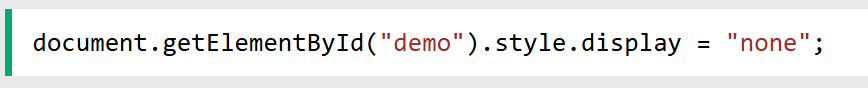 document.getElementById("demo").style.display = "none";